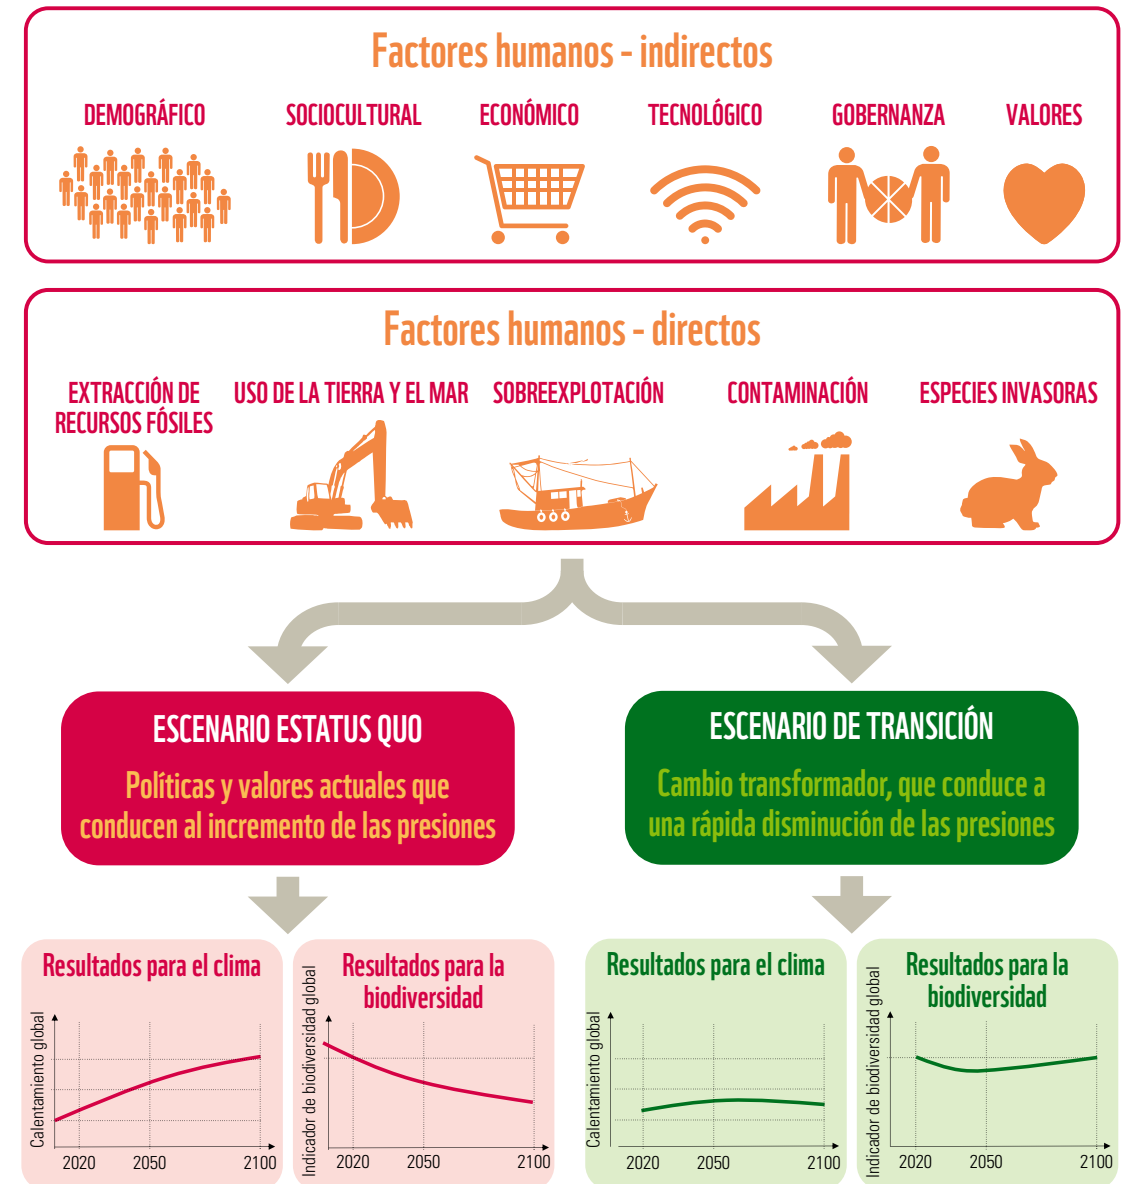 Factores humanos - indirectos
DEMOGRÁFICO
SOCIOCULTURAL
ECONÓMICO
TECNOLÓGICO
GOBERNANZA
VALORES
Factores humanos - directos
EXTRACCIÓN DE
RECURSOS FÓSILES
USO DE LA TIERRA Y EL MAR
SOBREEXPLOTACIÓN
CONTAMINACIÓN
ESPECIES INVASORAS
ESCENARIO ESTATUS QUO
Políticas y valores actuales que
conducen al incremento de las presiones
ESCENARIO DE TRANSICIÓN
Cambio transformador, que conduce a
una rápida disminución de las presiones
Resultados para el clima
Calentamiento global
2020 2050 2100
Resultados para la
biodiversidad
Indicador de biodiversidad global
2020 2050 2100
Resultados para el clima
Calentamiento global
2020 2050 2100
Resultados para la
biodiversidad
Indicador de biodiversidad global
2020 2050 2100